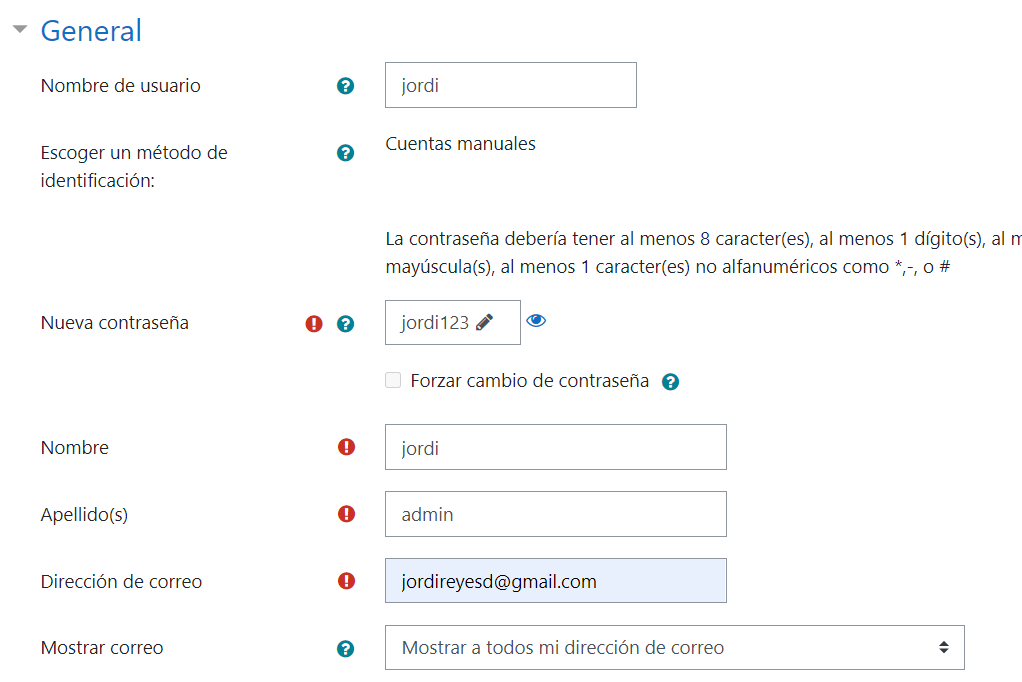 General
Nombre de usuario
jordi
Escoger un método de
identificación:
Cuentas manuales
La contraseña debería tener al menos 8 caracter(es), al menos 1 dígito(s), al
mayúscula(s), al menos 1 caracter(es) no alfanuméricos como *,-, o #
Nueva contraseña
jordi123
Forzar cambio de contraseña
Nombre
jordi
Apellido(s)
admin
Dirección de correo
jordireyesd@gmail.com
Mostrar correo
Mostrar a todos mi dirección de correo